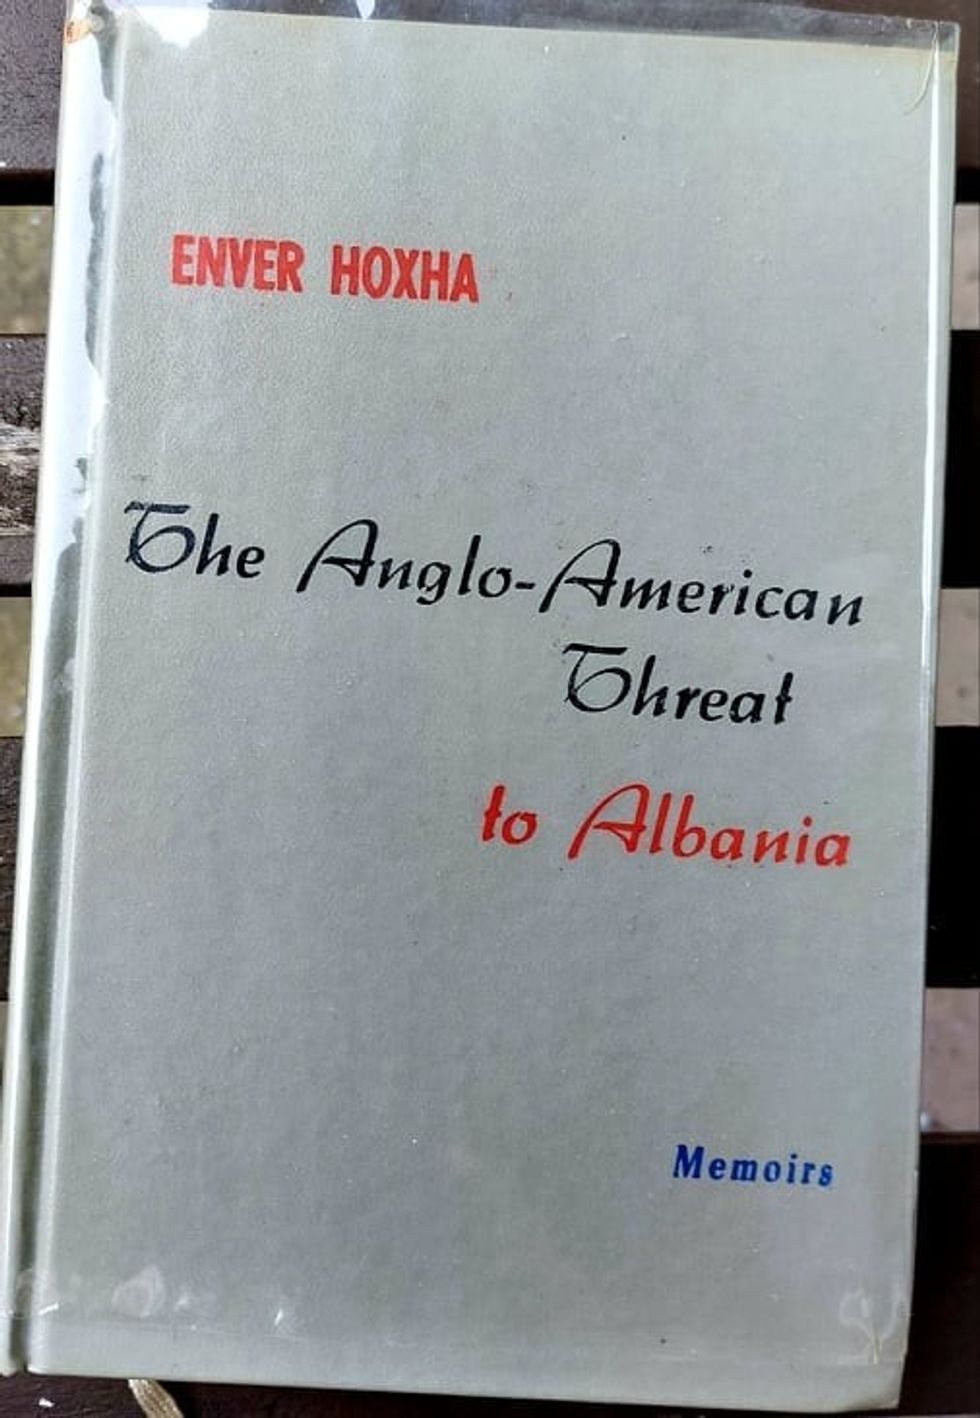 ENVER HOXHA
The Anglo-American
Threat
to Albania
Memoirs